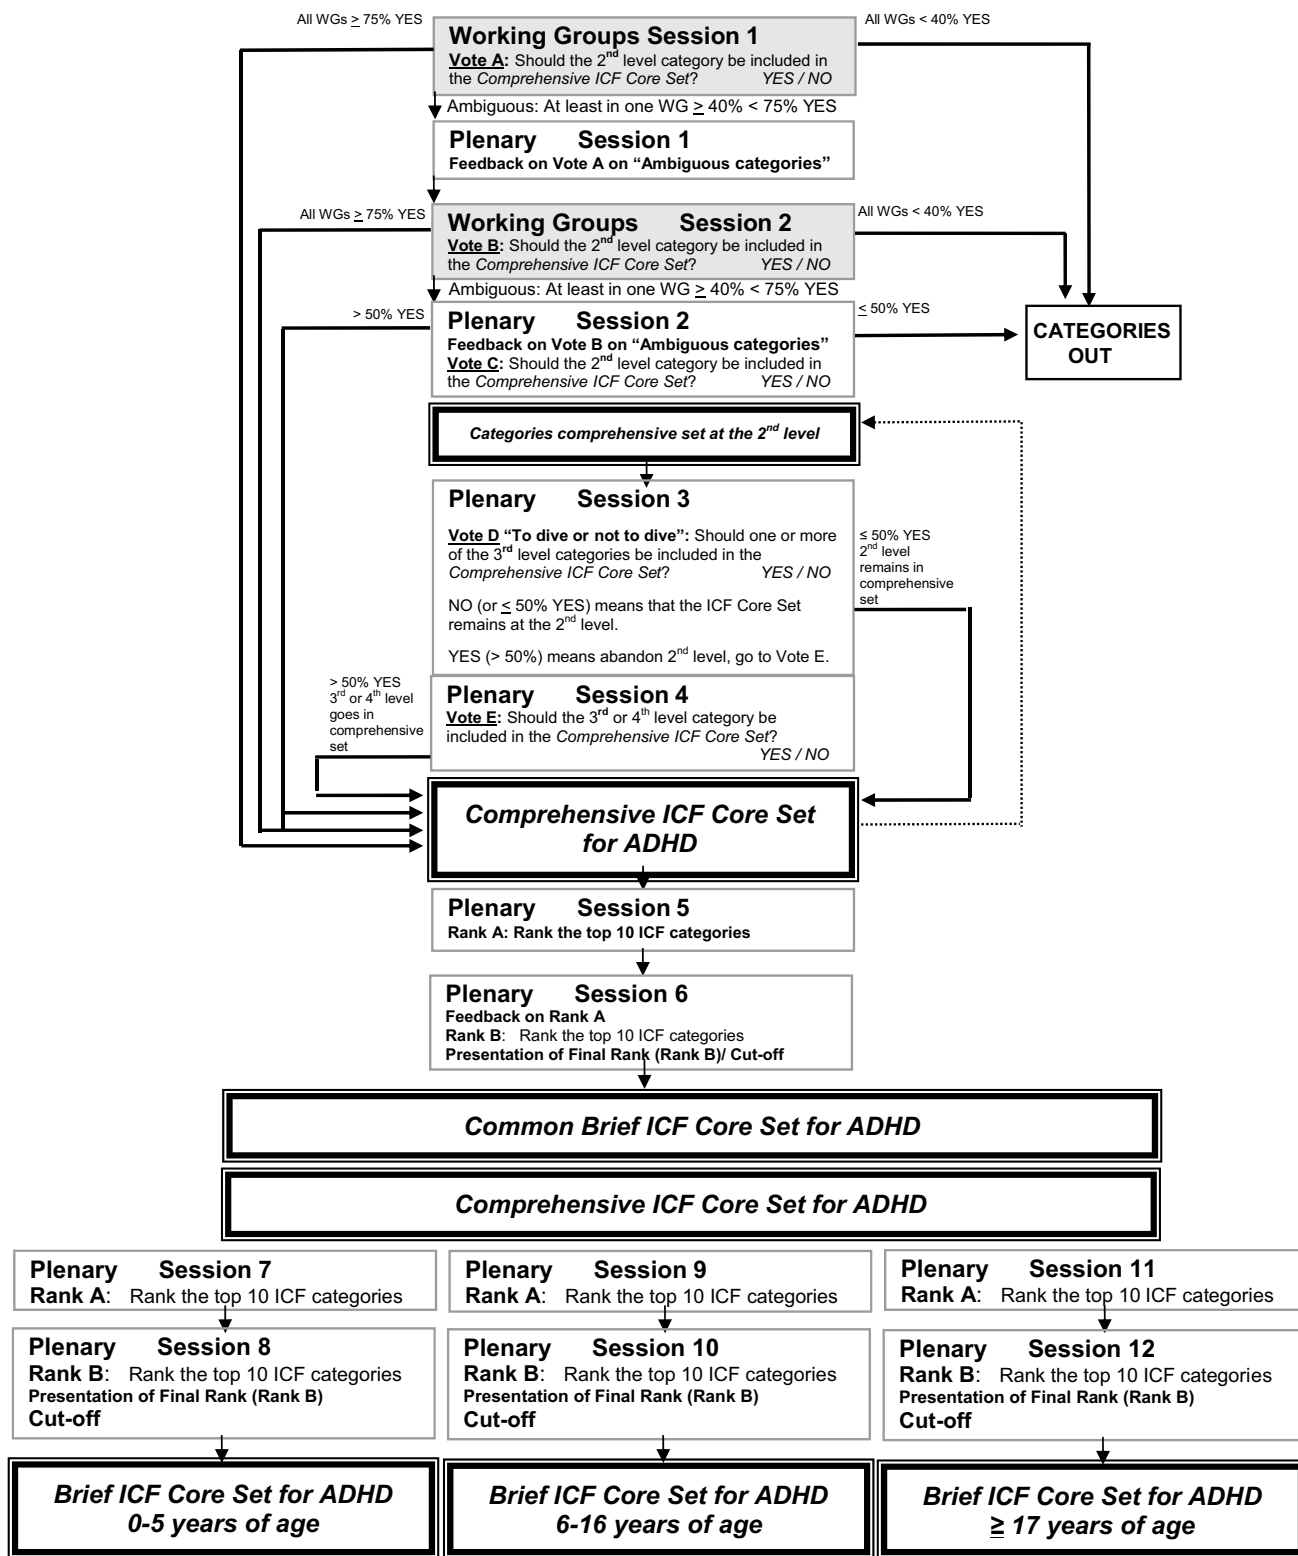 All WGs ≥ 75% YES
All WGs < 40% YES
Working Groups Session 1
Vote A: Should the 2nd level category be included in
the Comprehensive ICF Core Set? YES / NO
Ambiguous: At least in one WG ≥ 40% < 75% YES
Plenary Session 1
Feedback on Vote A on “Ambiguous categories”
All WGs ≥ 75% YES
All WGs < 40% YES
Working Groups Session 2
Vote B: Should the 2nd level category be included in
the Comprehensive ICF Core Set? YES / NO
Ambiguous: At least in one WG ≥ 40% < 75% YES
> 50% YES
≤ 50% YES
Plenary Session 2
Feedback on Vote B on “Ambiguous categories”
Vote C: Should the 2nd level category be included in
the Comprehensive ICF Core Set? YES / NO
CATEGORIES
OUT
Categories comprehensive set at the 2nd level
Plenary Session 3
Vote D “To dive or not to dive”: Should one or more
of the 3rd level categories be included in the
Comprehensive ICF Core Set? YES / NO
NO (or ≤ 50% YES) means that the ICF Core Set
remains at the 2nd level.
YES (> 50%) means abandon 2nd level, go to Vote E.
≤ 50% YES
2nd level
remains in
comprehensive
set
> 50% YES
3rd or 4th level
goes in
comprehensive
set
Plenary Session 4
Vote E: Should the 3rd or 4th level category be
included in the Comprehensive ICF Core Set?
YES / NO
Comprehensive ICF Core Set
for ADHD
Plenary Session 5
Rank A: Rank the top 10 ICF categories
Plenary Session 6
Feedback on Rank A
Rank B: Rank the top 10 ICF categories
Presentation of Final Rank (Rank B)/ Cut-off
Common Brief ICF Core Set for ADHD
Comprehensive ICF Core Set for ADHD
Plenary Session 7
Rank A: Rank the top 10 ICF categories
Plenary Session 8
Rank B: Rank the top 10 ICF categories
Presentation of Final Rank (Rank B)
Cut-off
Brief ICF Core Set for ADHD
0-5 years of age
Plenary Session 9
Rank A: Rank the top 10 ICF categories
Plenary Session 10
Rank B: Rank the top 10 ICF categories
Presentation of Final Rank (Rank B)
Cut-off
Brief ICF Core Set for ADHD
6-16 years of age
Plenary Session 11
Rank A: Rank the top 10 ICF categories
Plenary Session 12
Rank B: Rank the top 10 ICF categories
Presentation of Final Rank (Rank B)
Cut-off
Brief ICF Core Set for ADHD
≥ 17 years of age